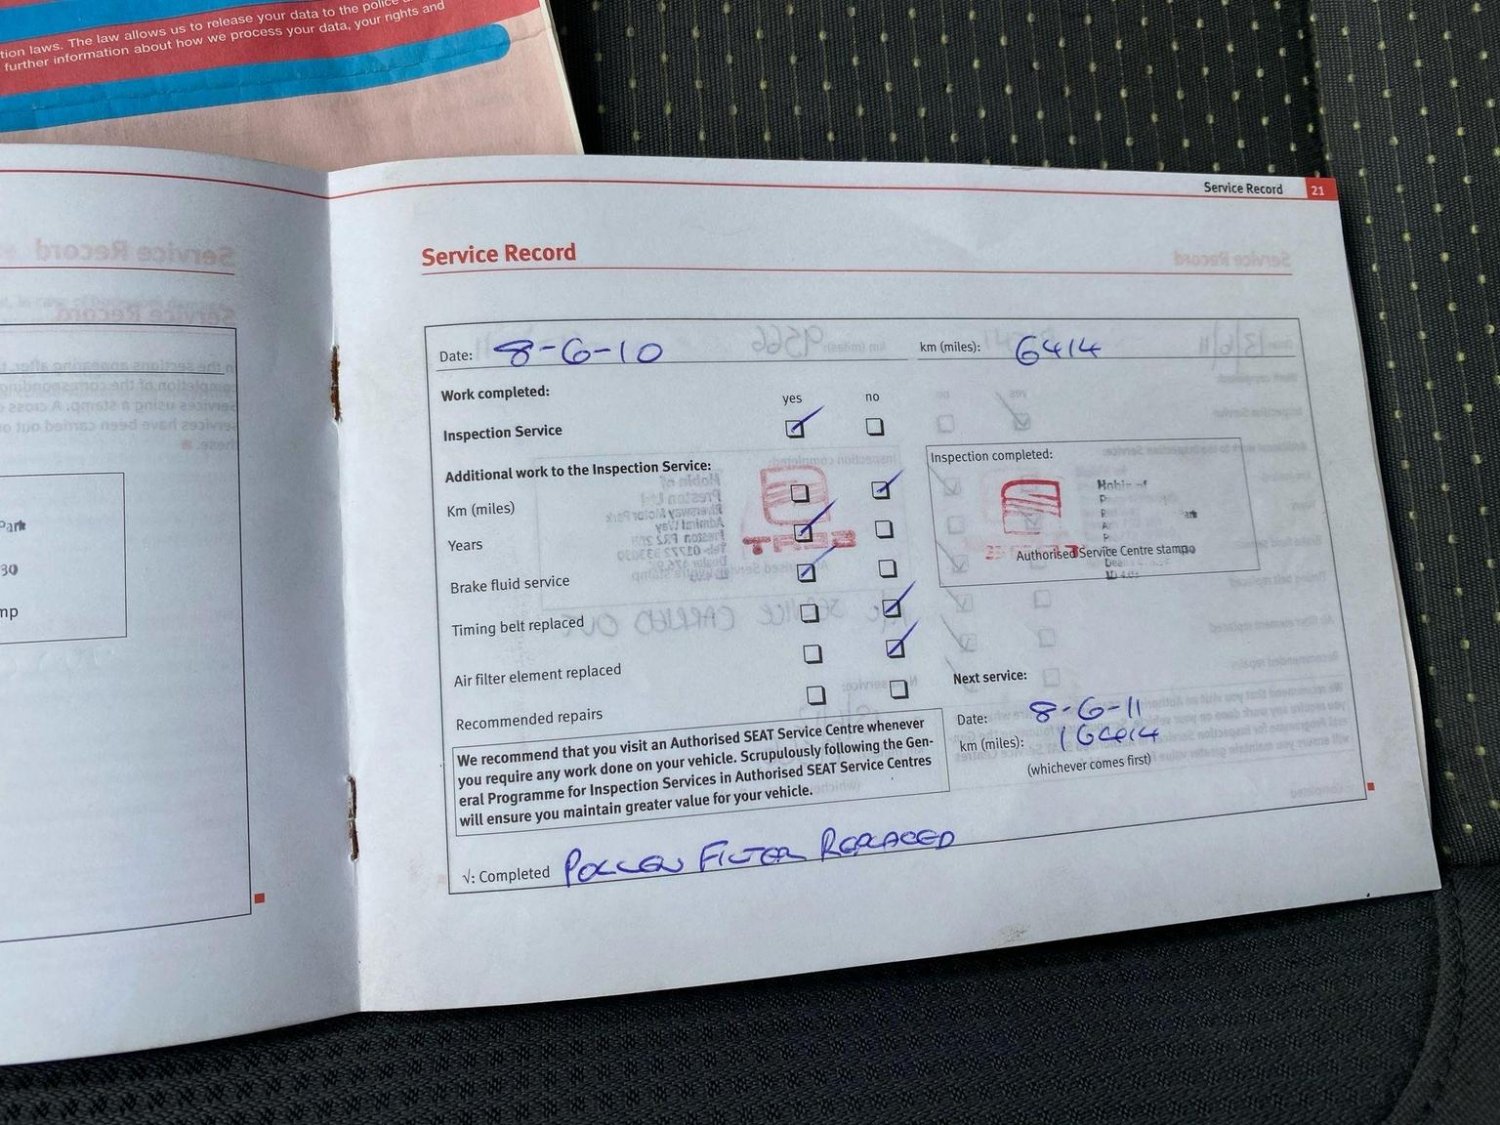 tion laws. The law allows us to release your data to the police
further information about how we process your data, your rights and
Service Record 21
Service Record
Date: 8-6-10 km (miles): 6414
Work completed:
yes no
Inspection Service
Additional work to the Inspection Service:
Inspection completed:
Km (miles)
Years
Authorised Service Centre stamp
Brake fluid service
Timing belt replaced
Air filter element replaced
Recommended repairs
Next service:
Date: 8-6-11
km (miles): 16414
(whichever comes first)
We recommend that you visit an Authorised SEAT Service Centre whenever
you require any work done on your vehicle. Scrupulously following the Gen-
eral Programme for Inspection Services in Authorised SEAT Service Centres
will ensure you maintain greater value for your vehicle.
√: Completed POLLEN FILTER REPLACED
Park
30
mp